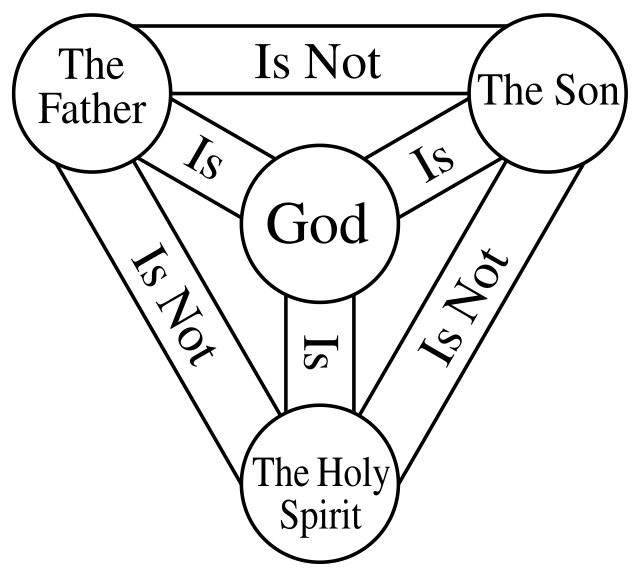 The
Father
Is Not
The Son
Is
Is
God
Is Not
Is
Is Not
The Holy
Spirit